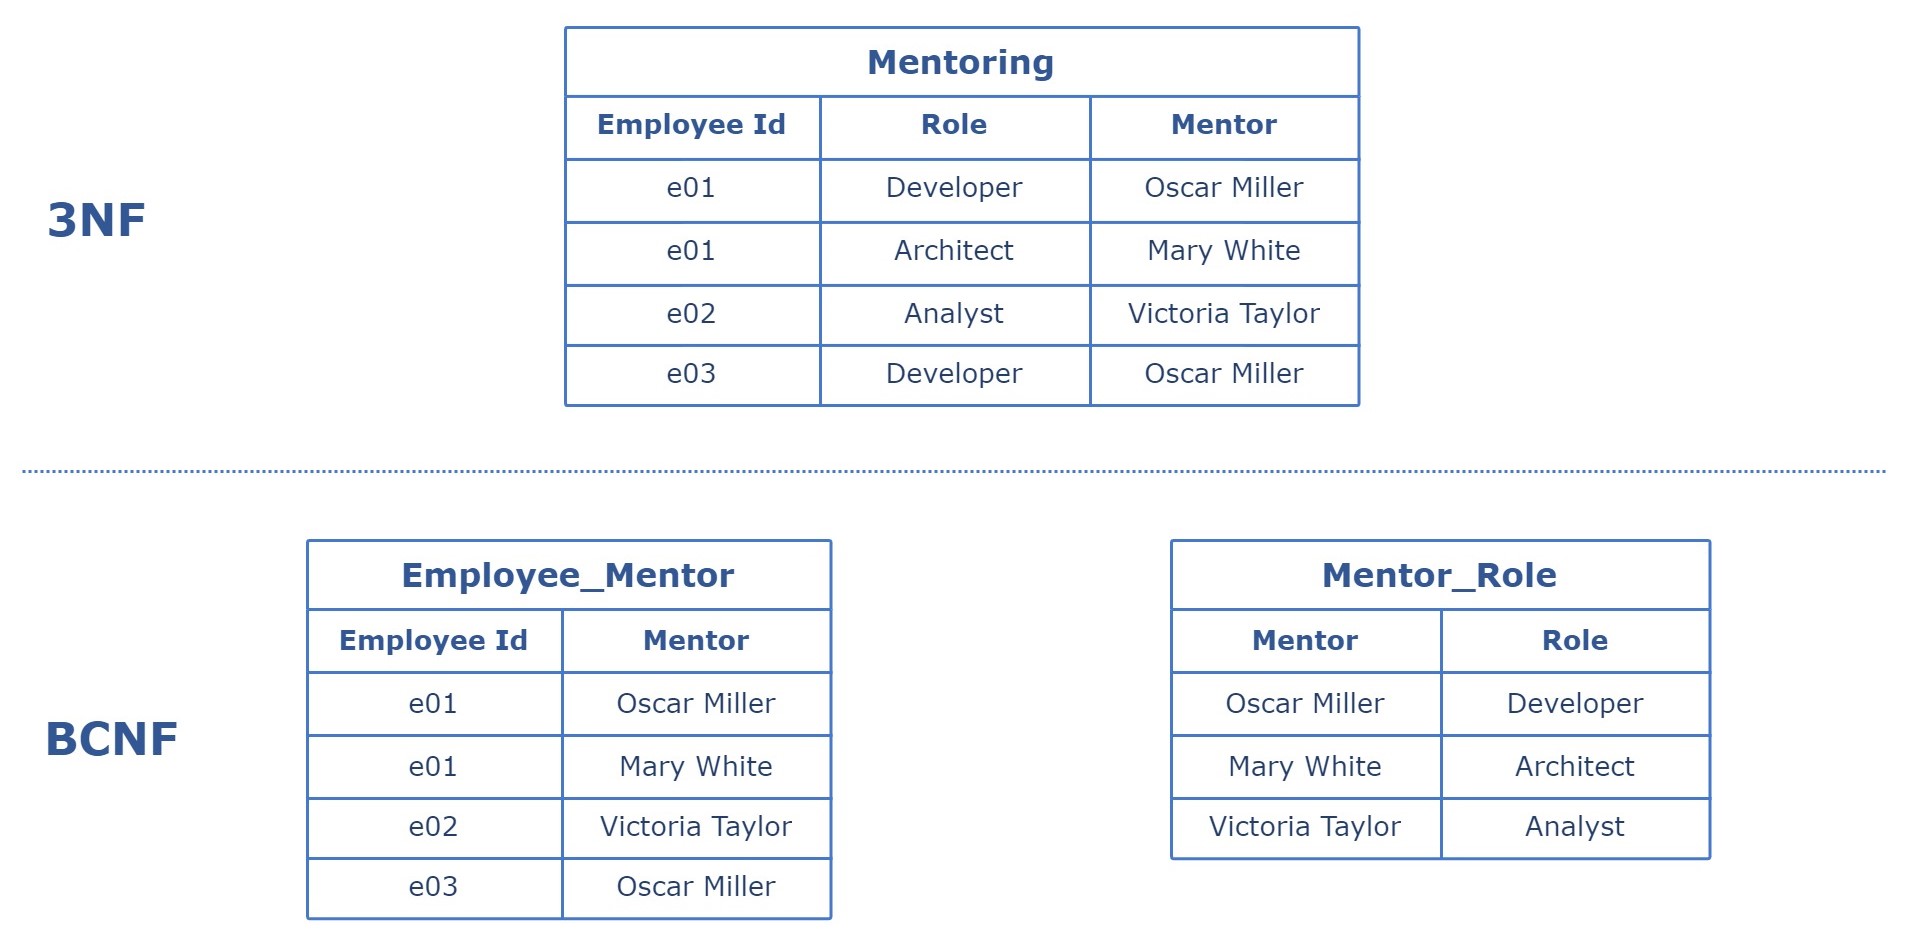 Mentoring
Employee Id Role Mentor
e01 Developer Oscar Miller
3NF
e01 Architect Mary White
e02 Analyst Victoria Taylor
e03 Developer Oscar Miller
Employee_Mentor
Employee Id Mentor
e01 Oscar Miller
e01 Mary White
e02 Victoria Taylor
e03 Oscar Miller
Mentor_Role
Mentor Role
Oscar Miller Developer
Mary White Architect
Victoria Taylor Analyst
BCNF